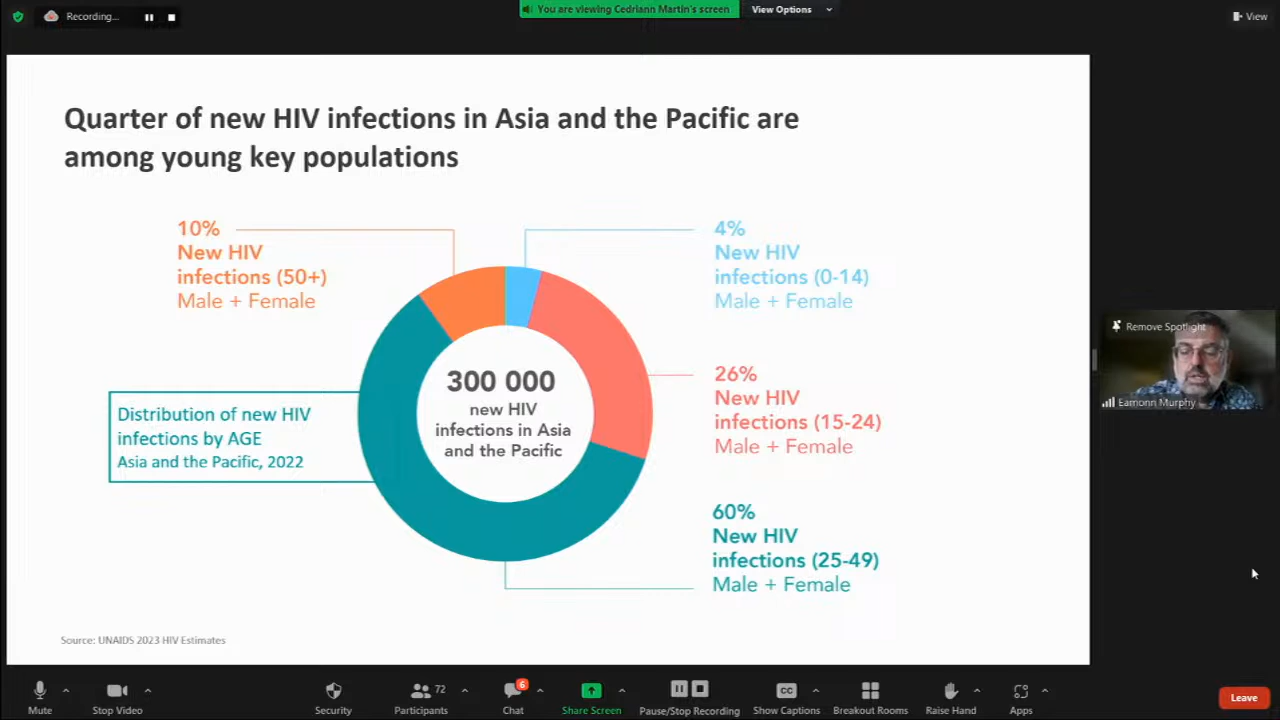 Recording...
You are viewing Cedriann Martin's screen
View Options
View
Quarter of new HIV infections in Asia and the Pacific are
among young key populations
10%
New HIV
infections (50+)
Male + Female
4%
New HIV
infections (0-14)
Male + Female
300 000
new HIV
infections in Asia
and the Pacific
26%
New HIV
infections (15-24)
Male + Female
Distribution of new HIV
infections by AGE
Asia and the Pacific, 2022
60%
New HIV
infections (25-49)
Male + Female
Source: UNAIDS 2023 HIV Estimates
Remove Spotlight
Eamonn Murphy
Mute
Stop Video
Security
72
Participants
6
Chat
Share Screen
Pause/Stop Recording
CC
Show Captions
Breakout Rooms
Raise Hand
Apps
Leave